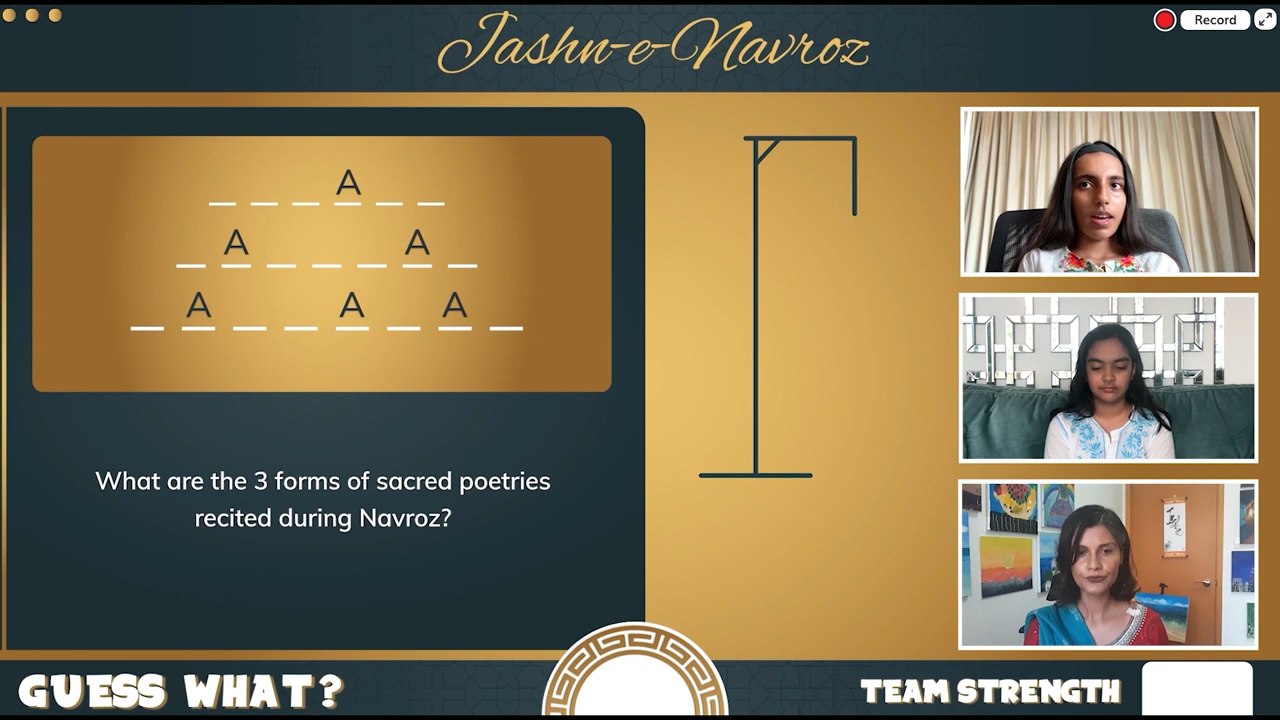 Record
Jashn-e-Navroz
A
A A
A A A
What are the 3 forms of sacred poetries
recited during Navroz?
GUESS WHAT?
TEAM STRENGTH